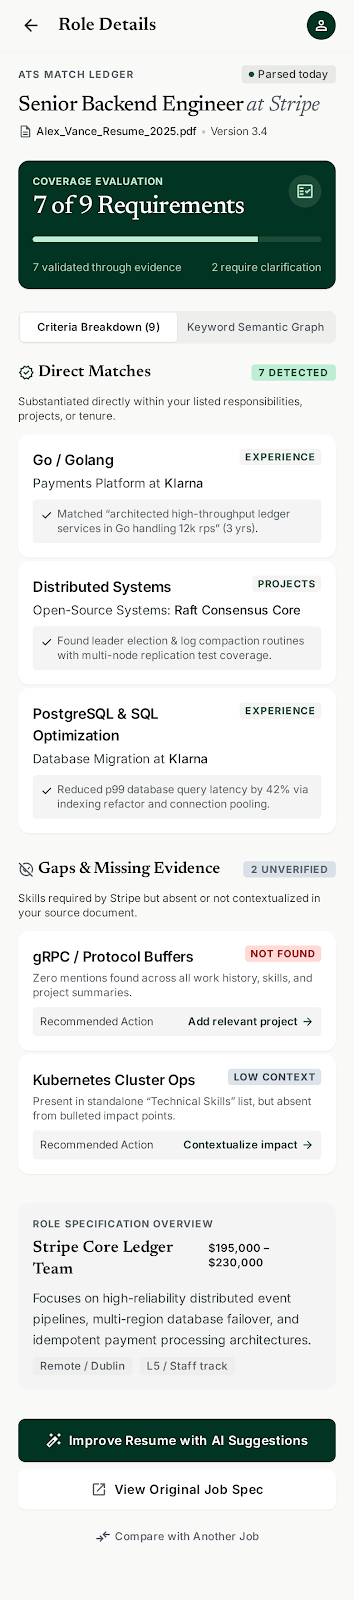 Role Details
ATS MATCH LEDGER
Parsed today
Senior Backend Engineer at Stripe
Alex_Vance_Resume_2025.pdf • Version 3.4
COVERAGE EVALUATION
7 of 9 Requirements
7 validated through evidence
2 require clarification
Criteria Breakdown (9)
Keyword Semantic Graph
Direct Matches
7 DETECTED
Substantiated directly within your listed responsibilities,
projects, or tenure.
Go / Golang
EXPERIENCE
Payments Platform at Klarna
Matched “architected high-throughput ledger
services in Go handling 12k rps” (3 yrs).
Distributed Systems
PROJECTS
Open-Source Systems: Raft Consensus Core
Found leader election & log compaction routines
with multi-node replication test coverage.
PostgreSQL & SQL
Optimization
EXPERIENCE
Database Migration at Klarna
Reduced p99 database query latency by 42% via
indexing refactor and connection pooling.
Gaps & Missing Evidence
2 UNVERIFIED
Skills required by Stripe but absent or not contextualized in
your source document.
gRPC / Protocol Buffers
NOT FOUND
Zero mentions found across all work history, skills, and
project summaries.
Recommended Action
Add relevant project →
Kubernetes Cluster Ops
LOW CONTEXT
Present in standalone “Technical Skills” list, but absent
from bulleted impact points.
Recommended Action
Contextualize impact →
ROLE SPECIFICATION OVERVIEW
Stripe Core Ledger
Team
$195,000 –
$230,000
Focuses on high-reliability distributed event
pipelines, multi-region database failover, and
idempotent payment processing architectures.
Remote / Dublin
L5 / Staff track
Improve Resume with AI Suggestions
View Original Job Spec
Compare with Another Job